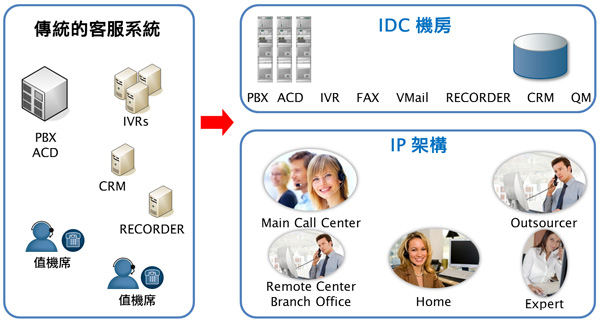 傳統的客服系統
PBX
ACD
IVRs
CRM
RECORDER
值機席
值機席
IDC 機房
PBX ACD IVR FAX VMail RECORDER CRM QM
IP 架構
Main Call Center
Outsourcer
Remote Center
Branch Office
Home
Expert